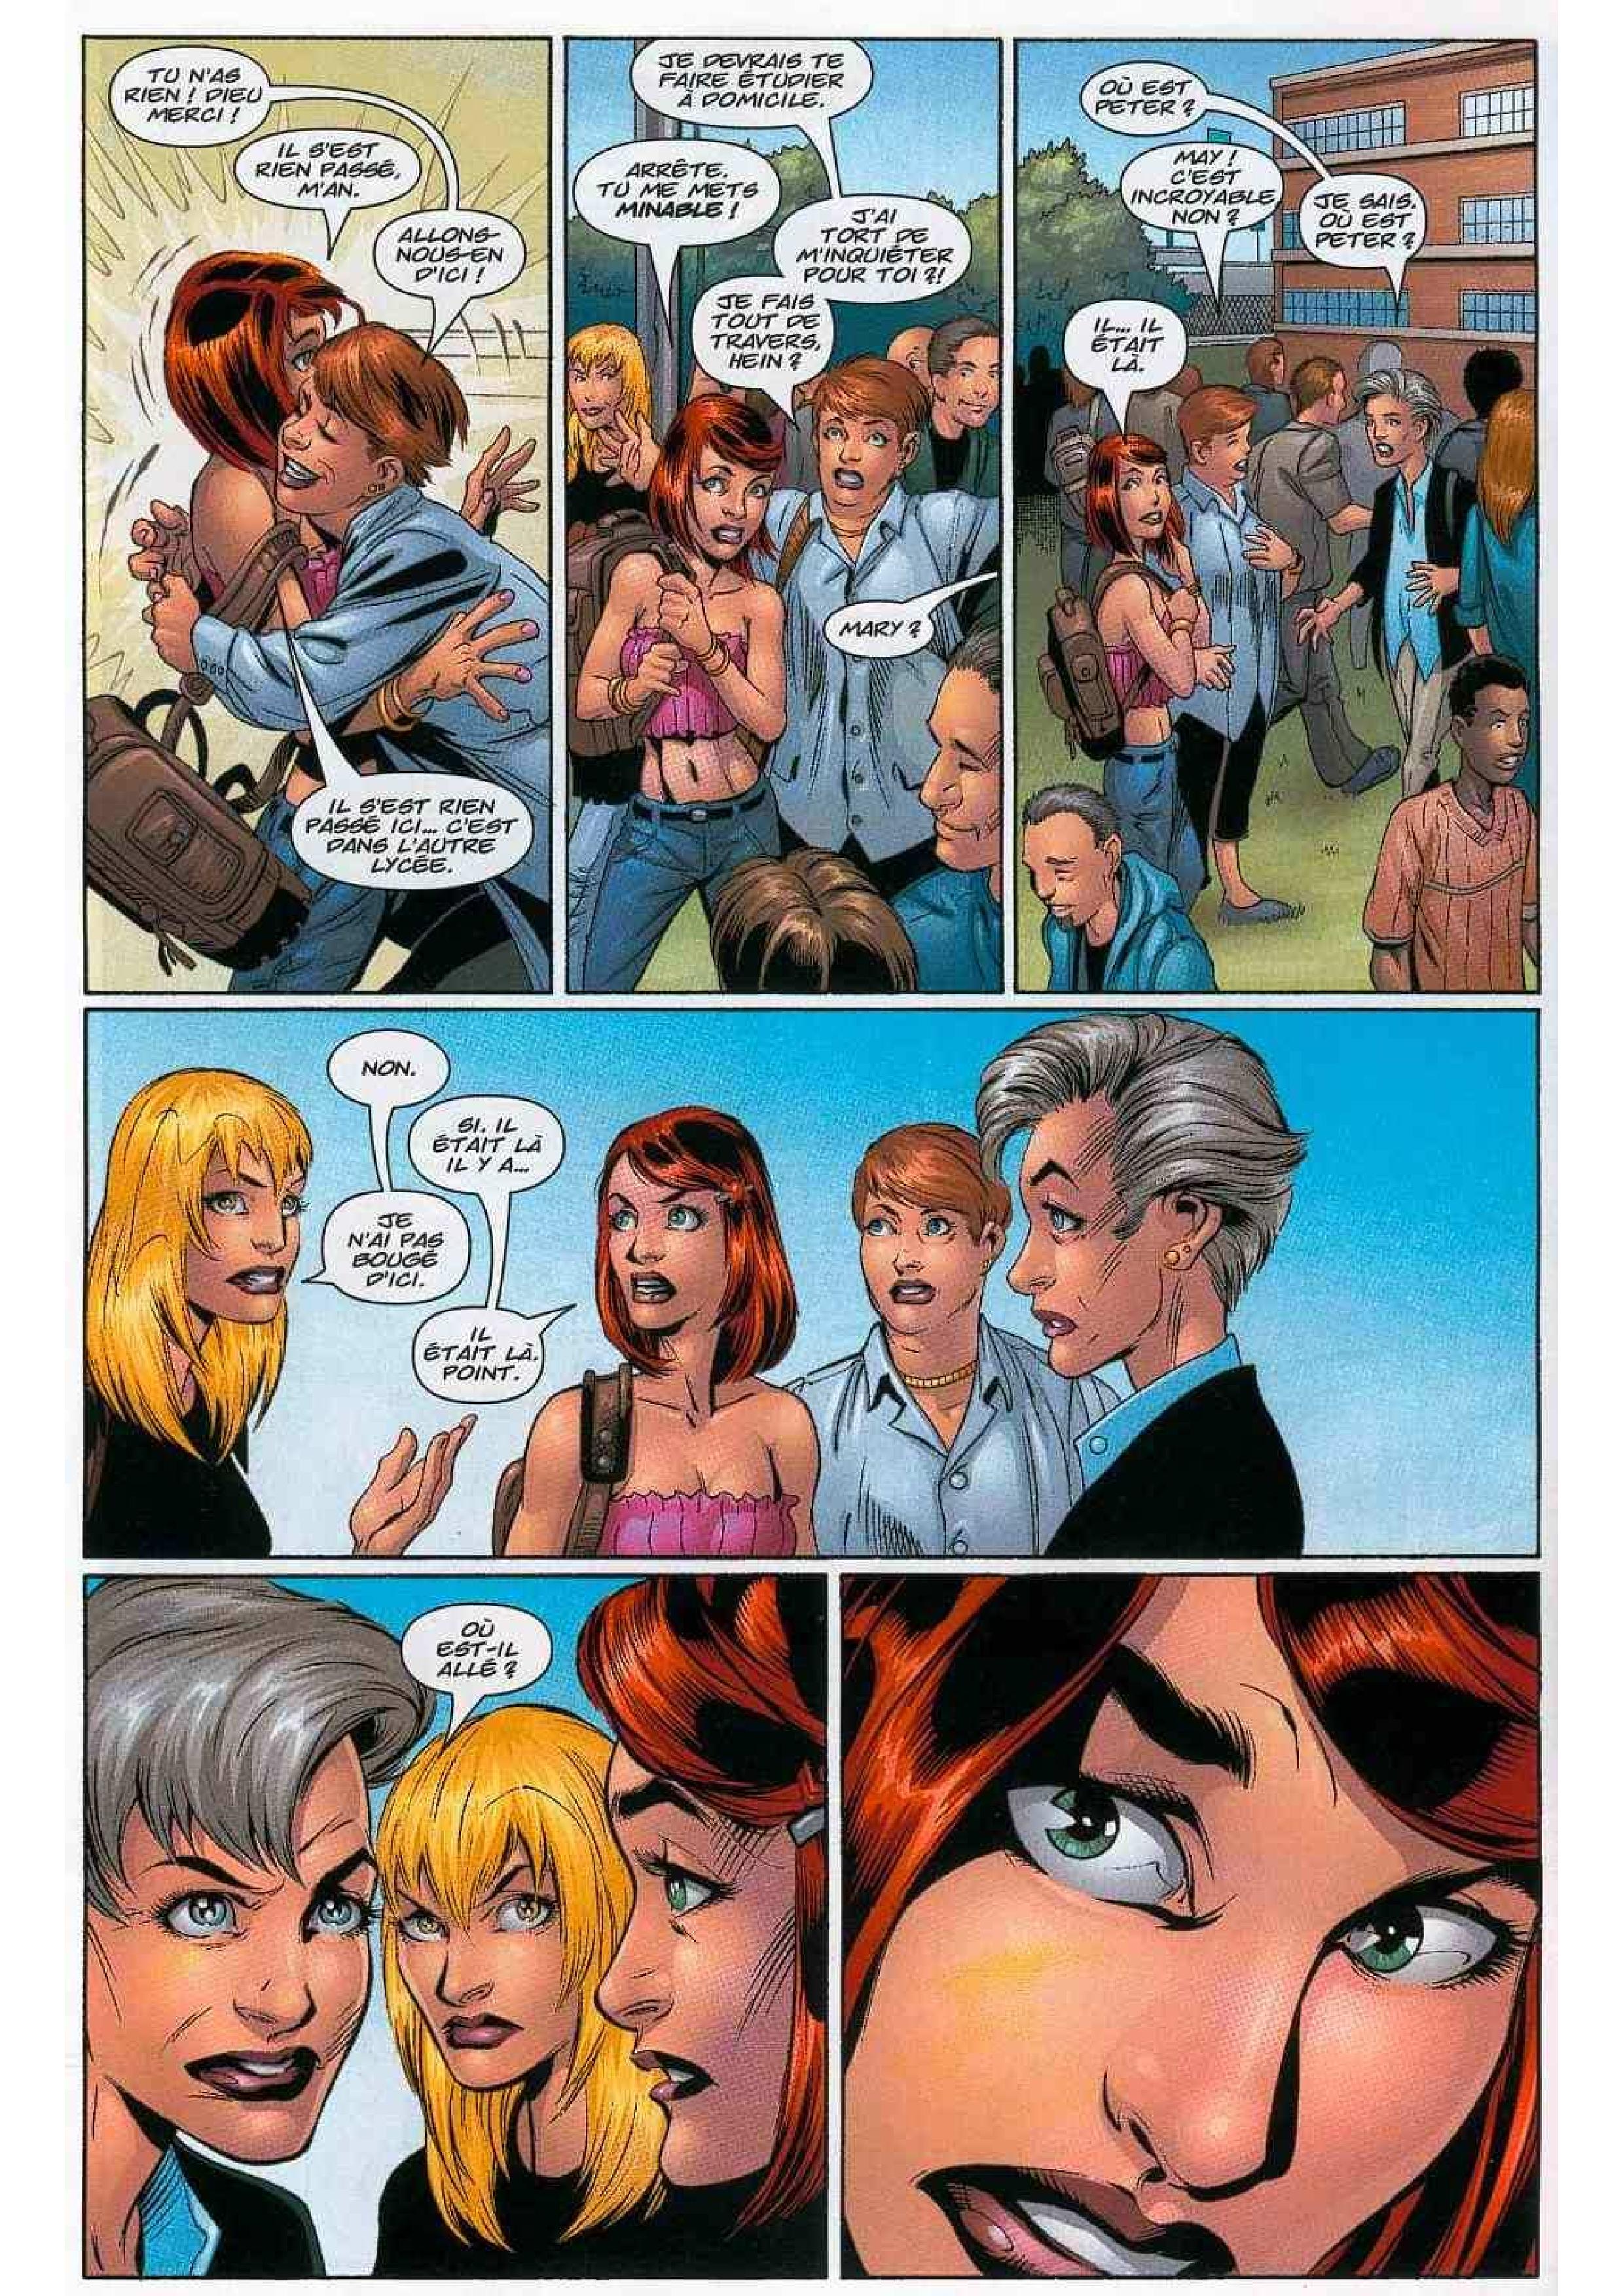 TU N'AS
RIEN ! DIEU
MERCI !
IL S'EST
RIEN PASSÉ,
M'AN.
ALLONS-
NOUS-EN
D'ICI !
IL S'EST RIEN
PASSÉ ICI... C'EST
DANS L'AUTRE
LYCÉE.
JE DEVRAIS TE
FAIRE ÉTUDIER
À DOMICILE.
ARRÊTE.
TU ME METS
MINABLE !
J'AI
TORT DE
M'INQUIÉTER
POUR TOI ?!
JE FAIS
TOUT DE
TRAVERS,
HEIN ?
MARY ?
OÙ EST
PETER ?
MAY !
C'EST
INCROYABLE,
NON ?
JE SAIS.
OÙ EST
PETER ?
IL... IL
ÉTAIT
LÀ.
NON.
SI. IL
ÉTAIT LÀ
IL Y A...
JE
N'AI PAS
BOUGÉ
D'ICI.
IL
ÉTAIT LÀ.
POINT.
OÙ
EST-IL
ALLÉ ?